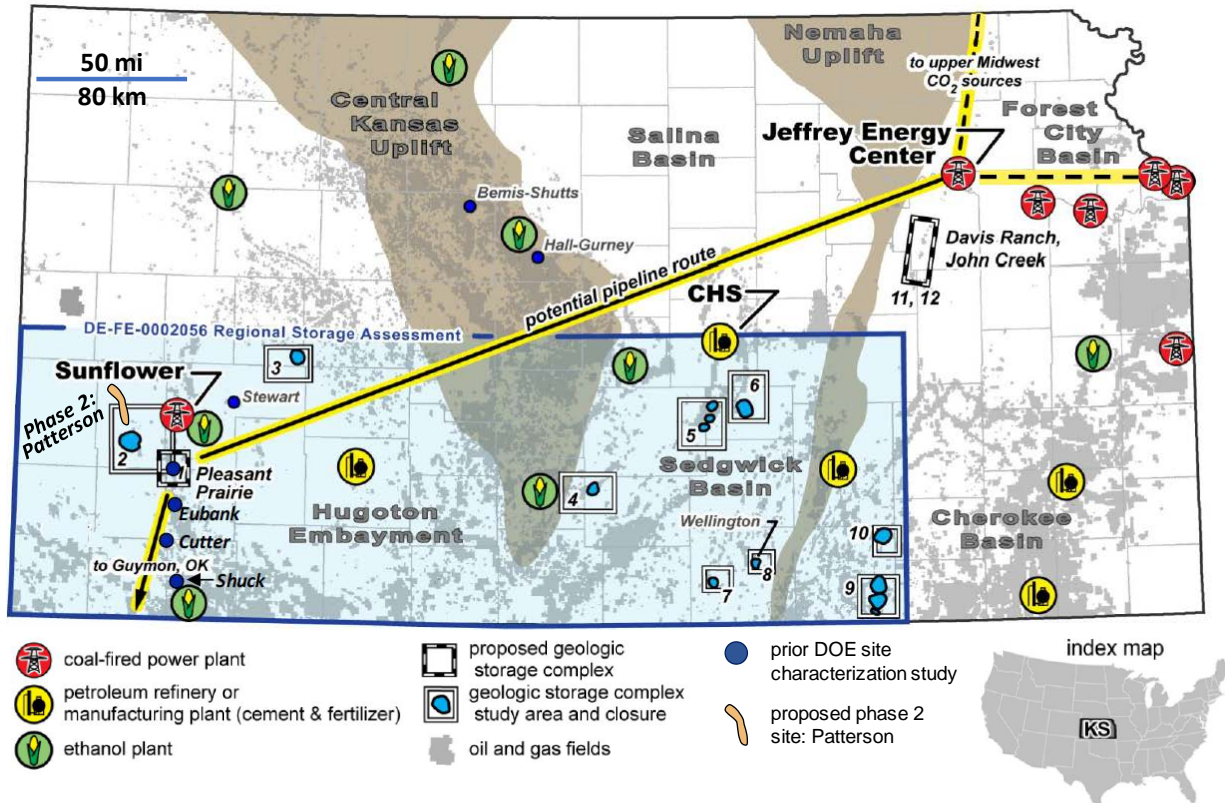 50 mi
80 km
Nemaha
Uplift
to upper Midwest
CO2 sources
Forest
City
Basin
Central
Kansas
Uplift
Salina
Basin
Jeffrey Energy
Center
Bemis-Shutts
Hall-Gurney
Davis Ranch,
John Creek
11, 12
potential pipeline route
CHS
DE-FE-0002056 Regional Storage Assessment
Sunflower
3
Stewart
Phase 2:
Patterson
2
1
Pleasant
Prairie
Eubank
Cutter
to Guymon, OK
Shuck
Hugoton
Embayment
4
5
6
Sedgwick
Basin
Wellington
7
8
10
9
Cherokee
Basin
coal-fired power plant
petroleum refinery or
manufacturing plant (cement & fertilizer)
ethanol plant
proposed geologic
storage complex
geologic storage complex
study area and closure
oil and gas fields
prior DOE site
characterization study
proposed phase 2
site: Patterson
index map
KS